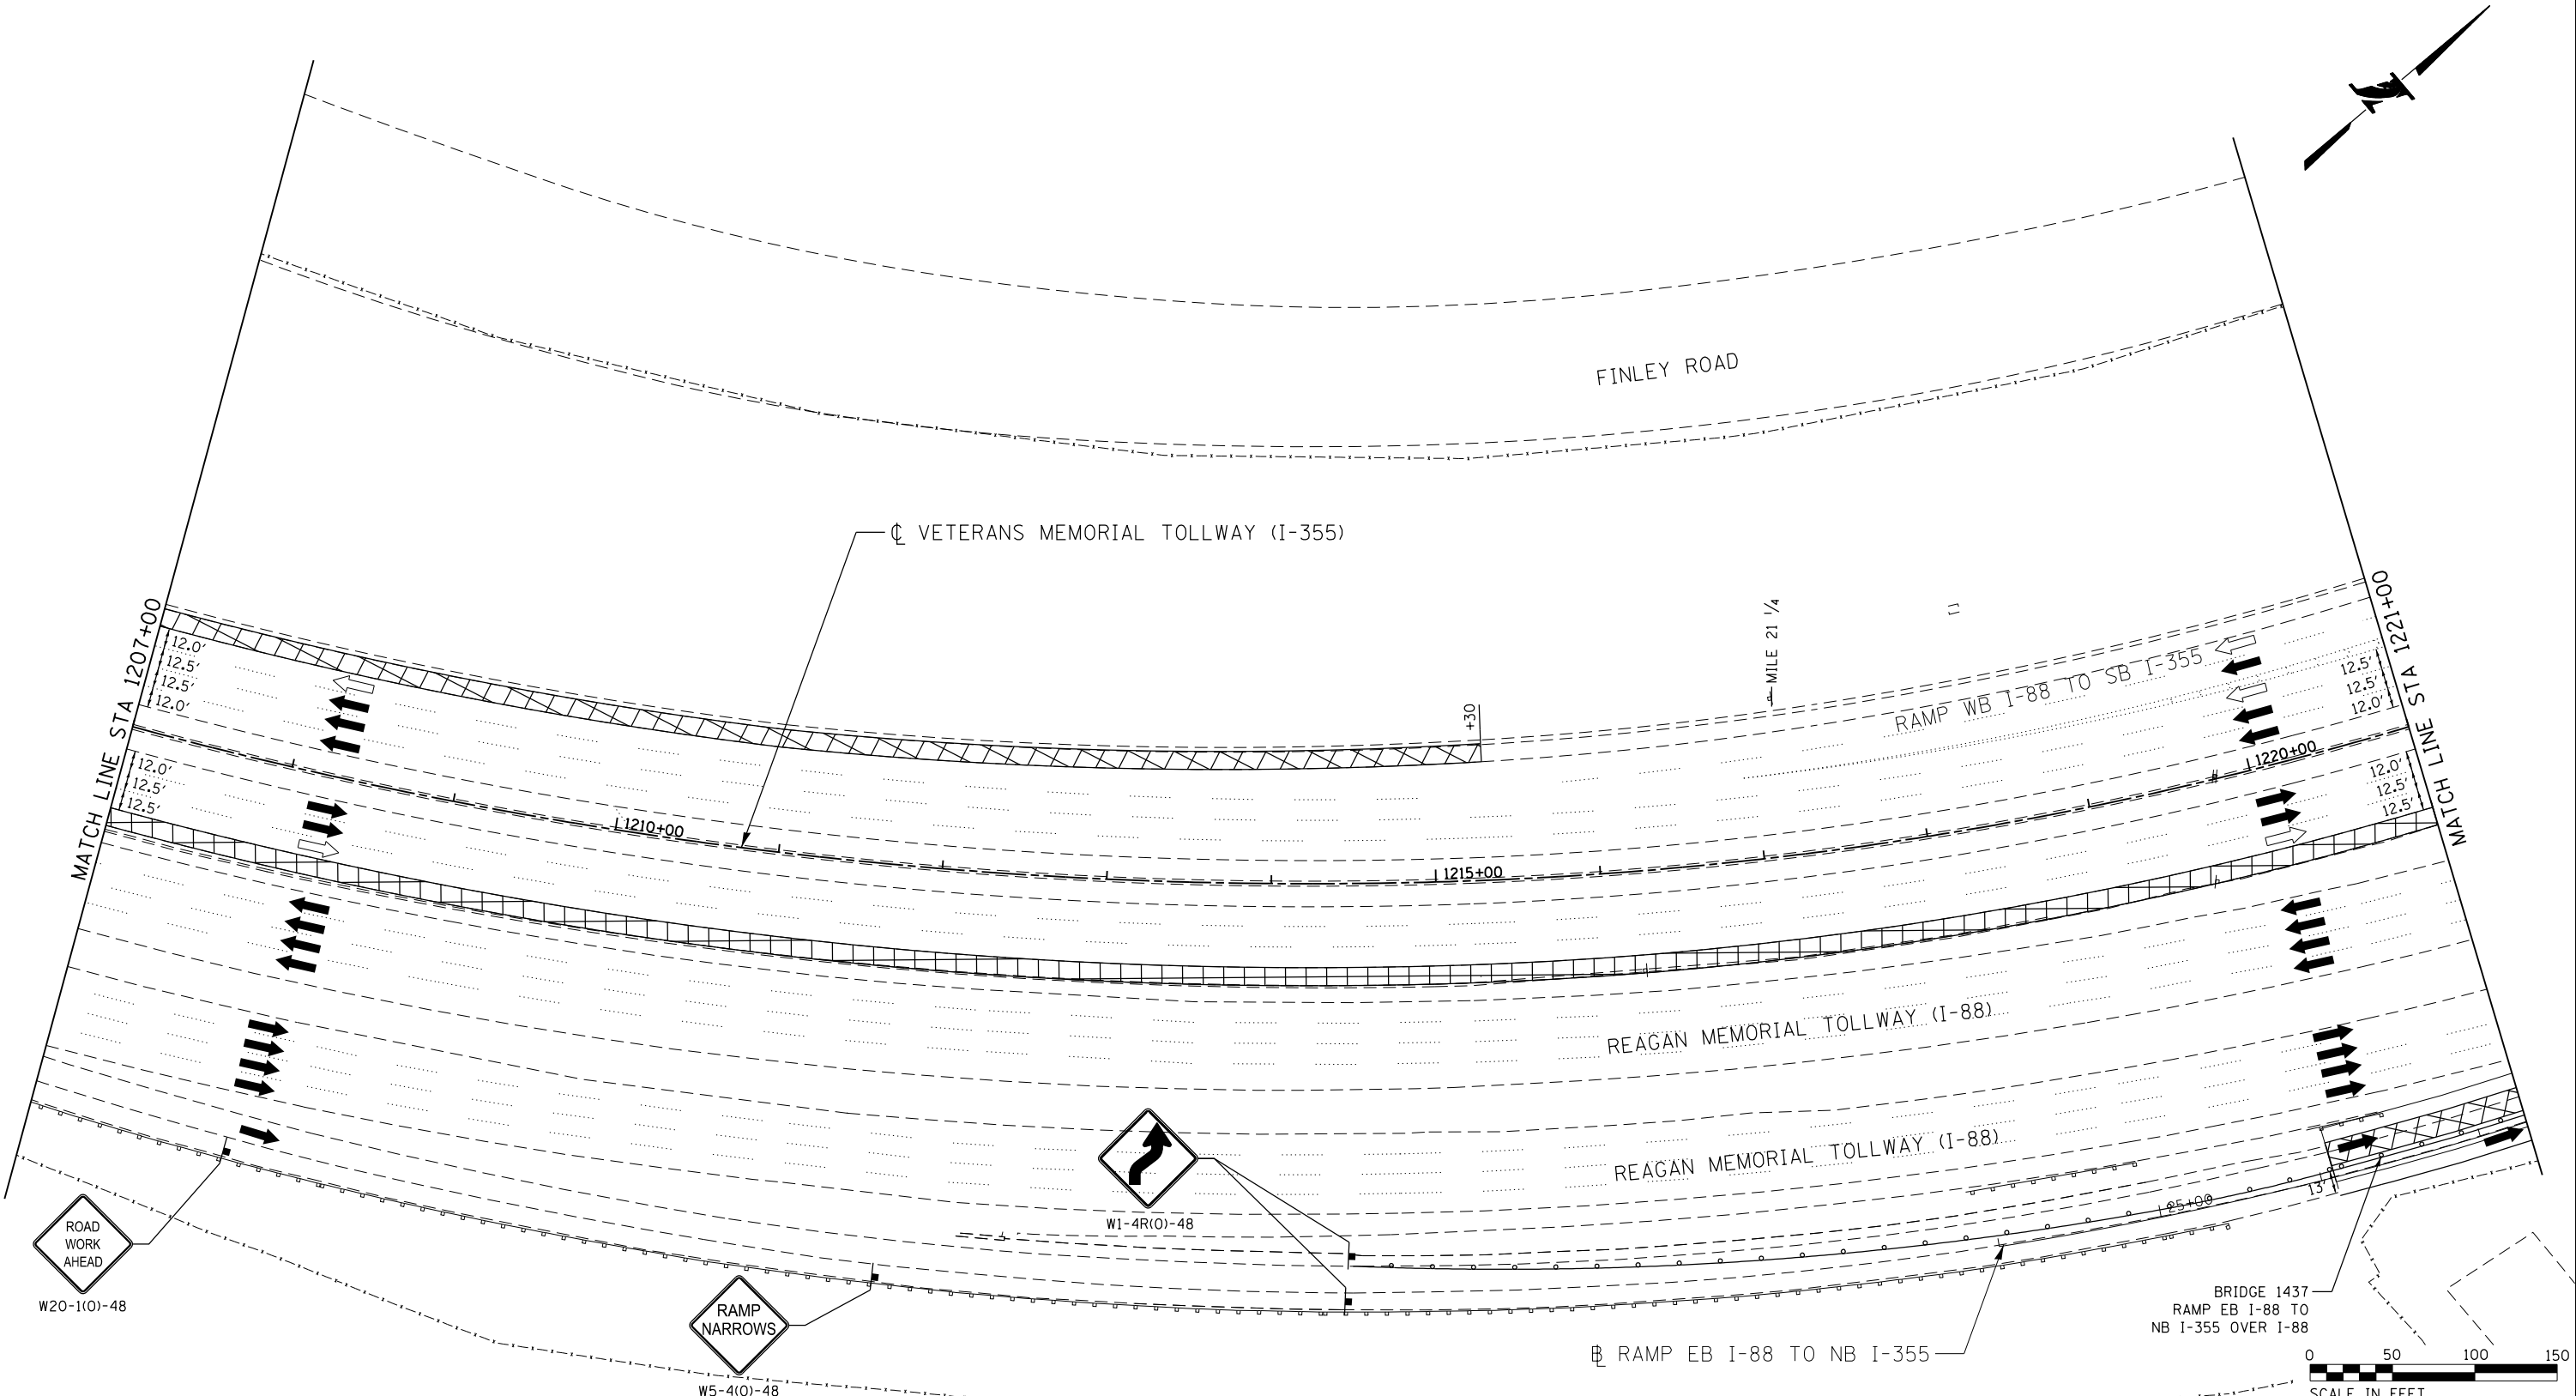 FINLEY ROAD
℄ VETERANS MEMORIAL TOLLWAY (I-355)
MILE 21 1/4
+30
RAMP WB I-88 TO SB I-355
MATCH LINE STA 1207+00
12.0'
12.5'
12.5'
12.0'
12.0'
12.5'
12.5'
MATCH LINE STA 1221+00
12.5'
12.5'
12.0'
12.0'
12.5'
12.5'
1210+00
1215+00
1220+00
REAGAN MEMORIAL TOLLWAY (I-88)
REAGAN MEMORIAL TOLLWAY (I-88)
W1-4R(O)-48
ROAD
WORK
AHEAD
W20-1(O)-48
RAMP
NARROWS
W5-4(O)-48
25+00
13'
BRIDGE 1437
RAMP EB I-88 TO
NB I-355 OVER I-88
RAMP EB I-88 TO NB I-355
0 50 100 150
SCALE IN FEET